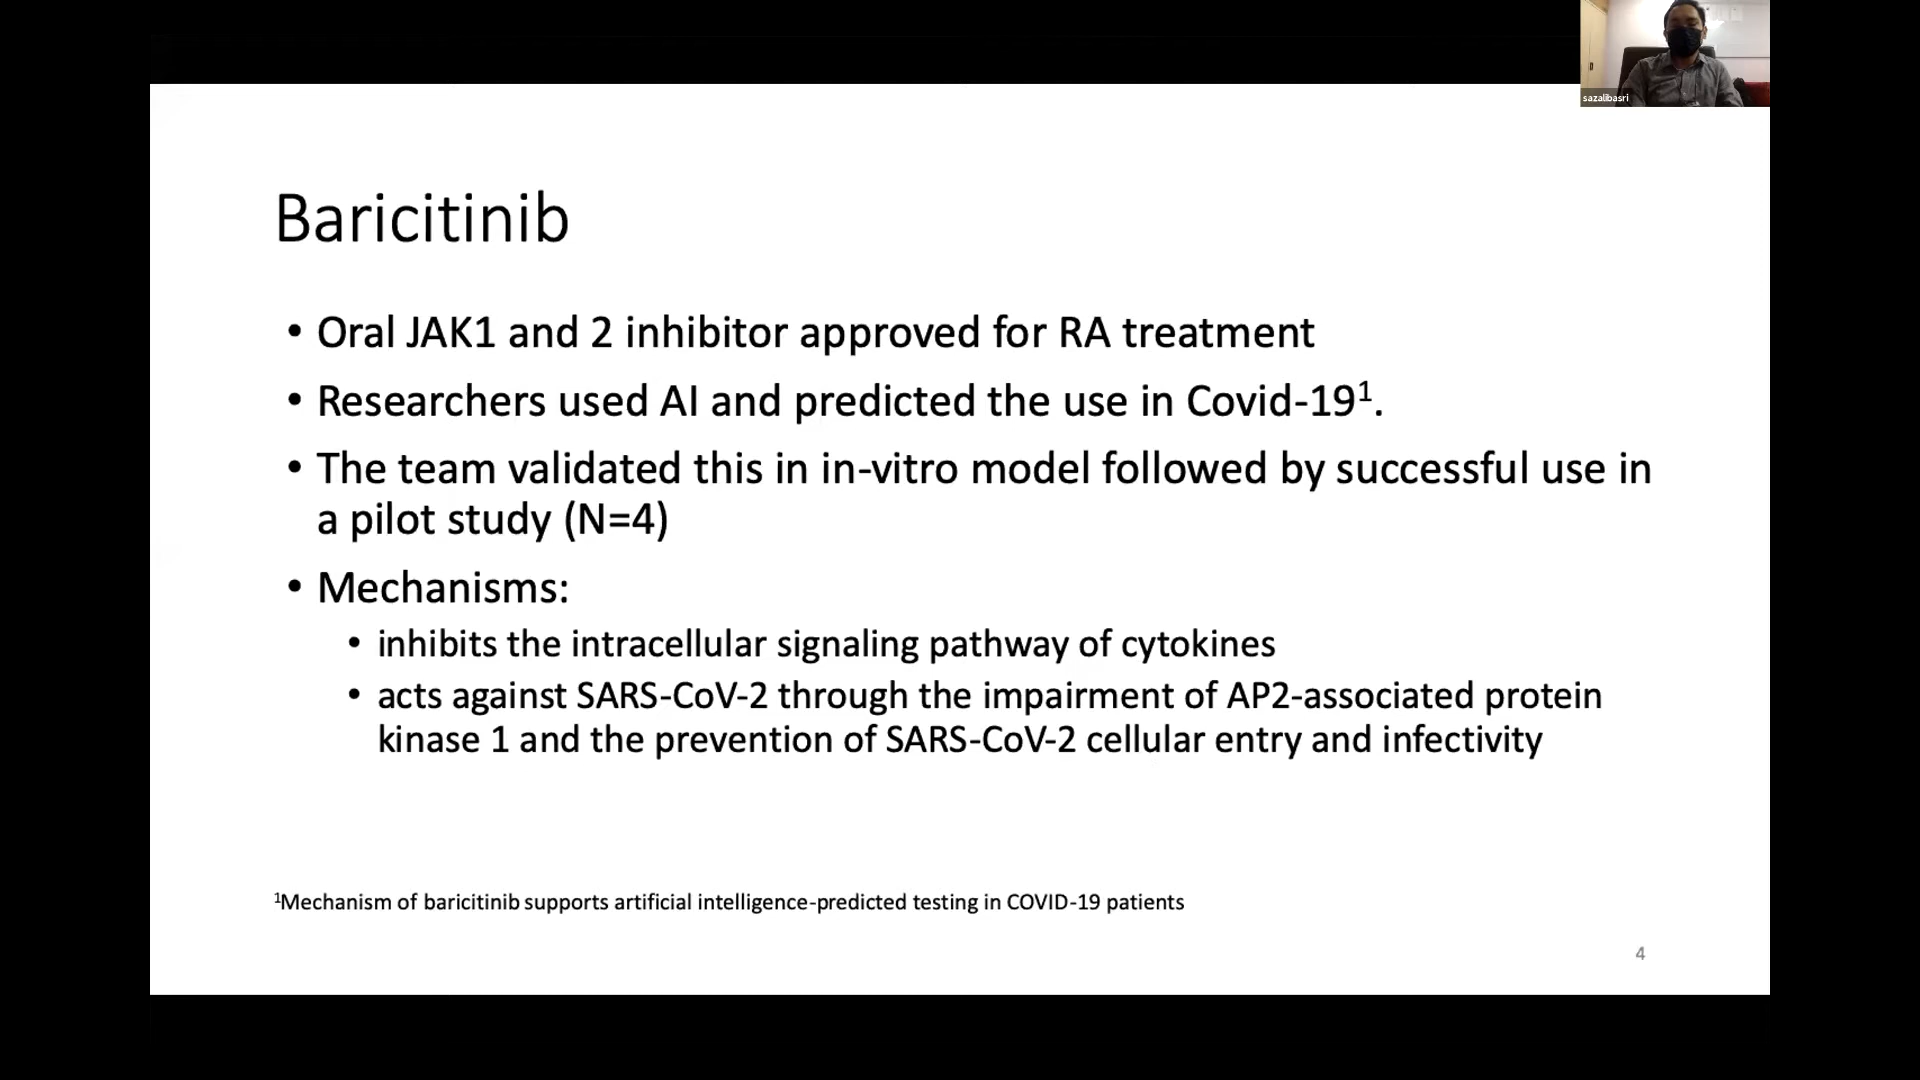 sazalibasri
Baricitinib
• Oral JAK1 and 2 inhibitor approved for RA treatment
• Researchers used AI and predicted the use in Covid-19¹.
• The team validated this in in-vitro model followed by successful use in
a pilot study (N=4)
• Mechanisms:
• inhibits the intracellular signaling pathway of cytokines
• acts against SARS-CoV-2 through the impairment of AP2-associated protein
kinase 1 and the prevention of SARS-CoV-2 cellular entry and infectivity
¹Mechanism of baricitinib supports artificial intelligence-predicted testing in COVID-19 patients
4